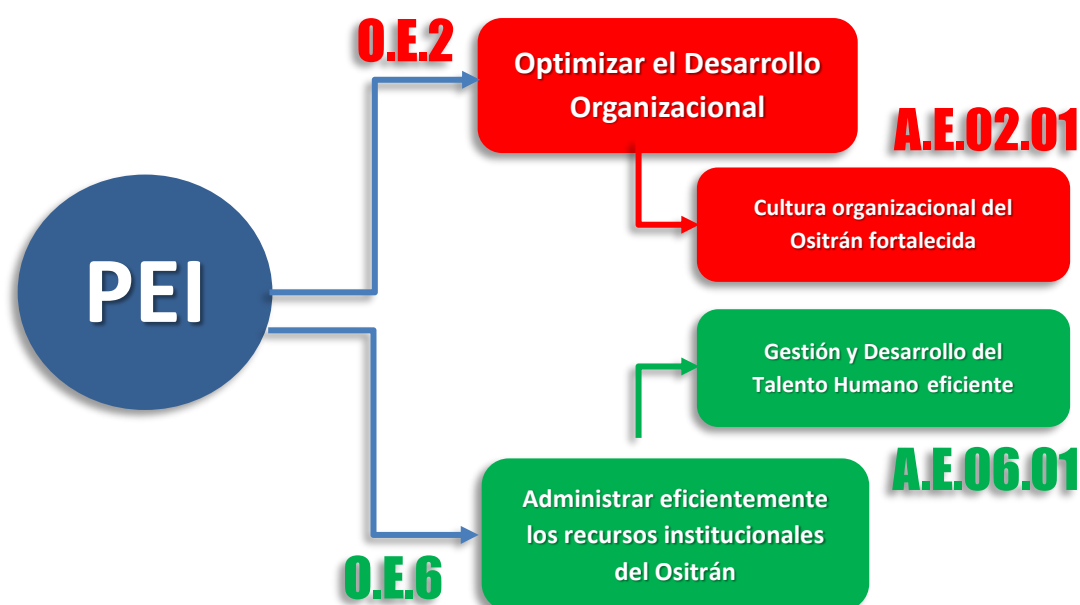 O.E.2
Optimizar el Desarrollo
Organizacional
A.E.02.01
Cultura organizacional del
Ositrán fortalecida
PEI
Gestión y Desarrollo del
Talento Humano eficiente
A.E.06.01
Administrar eficientemente
los recursos institucionales
del Ositrán
O.E.6